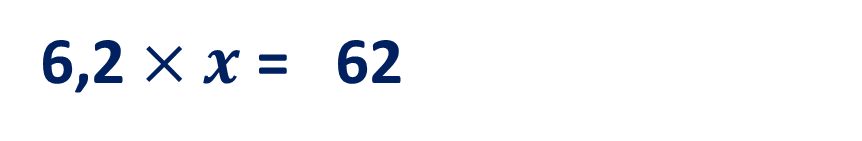 6,2 × x = 62